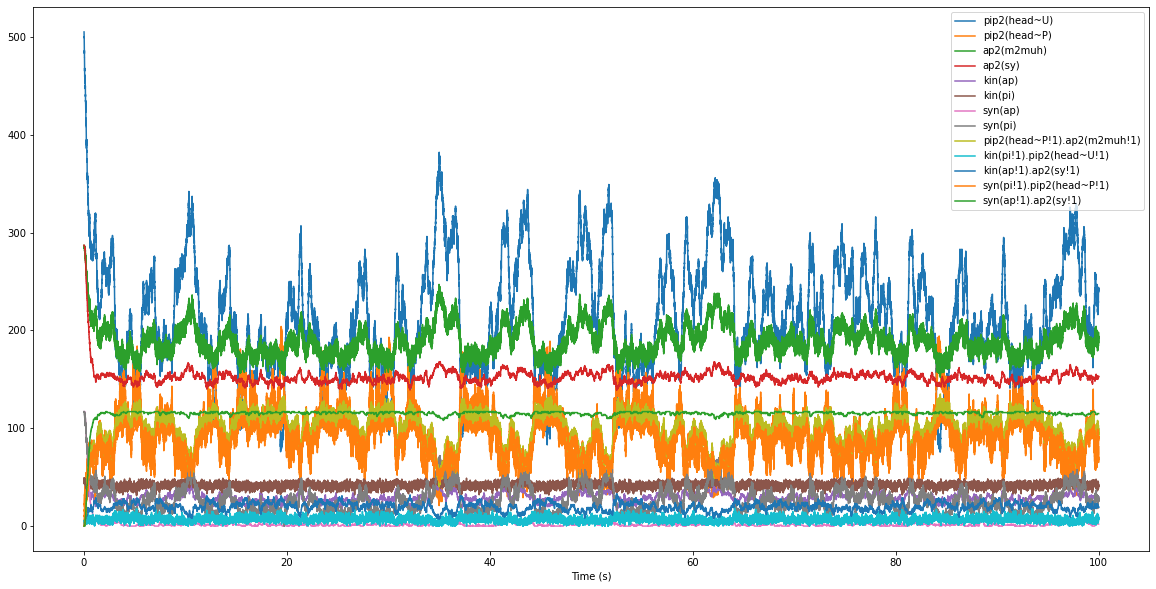 pip2(head~U)
pip2(head~P)
ap2(m2muh)
ap2(sy)
kin(ap)
kin(pi)
syn(ap)
syn(pi)
pip2(head~P!1).ap2(m2muh!1)
kin(pi!1).pip2(head~U!1)
kin(ap!1).ap2(sy!1)
syn(pi!1).pip2(head~P!1)
syn(ap!1).ap2(sy!1)
500
400
300
200
100
0
0 20 40 60 80 100
Time (s)